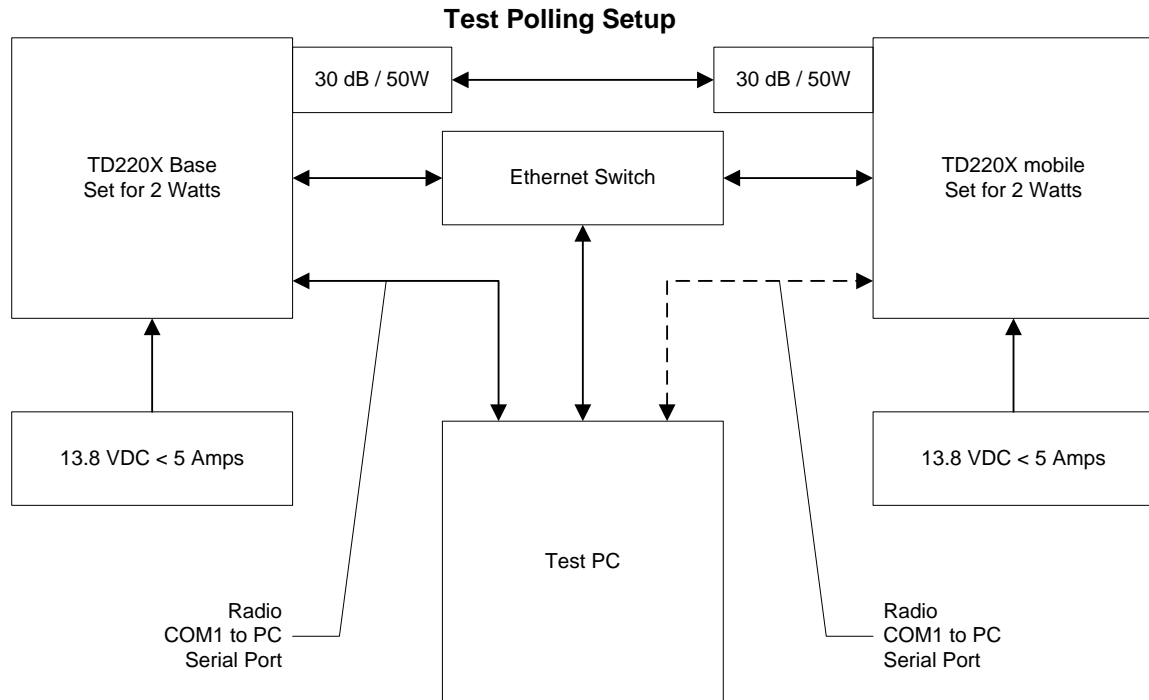 Test Polling Setup
30 dB / 50W
30 dB / 50W
TD220X Base
Set for 2 Watts
Ethernet Switch
TD220X mobile
Set for 2 Watts
13.8 VDC < 5 Amps
13.8 VDC < 5 Amps
Test PC
Radio
COM1 to PC
Serial Port
Radio
COM1 to PC
Serial Port